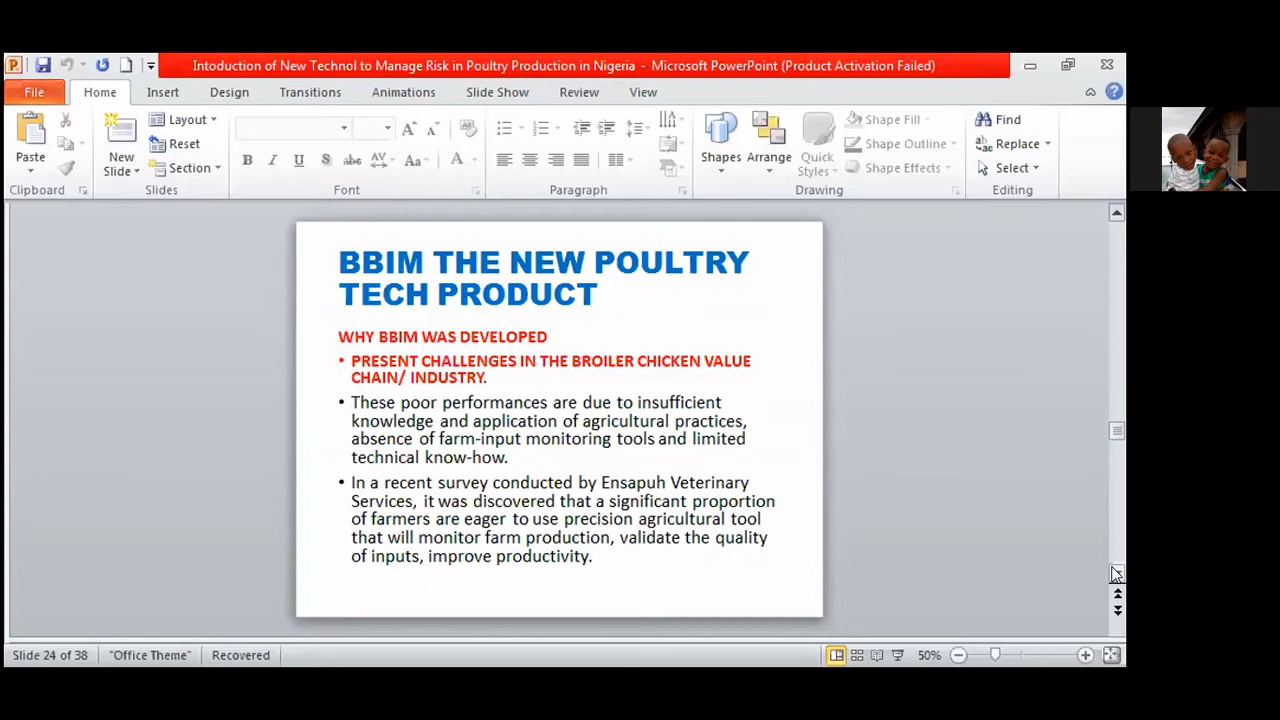 Intoduction of New Technol to Manage Risk in Poultry Production in Nigeria - Microsoft PowerPoint (Product Activation Failed)
File Home Insert Design Transitions Animations Slide Show Review View
Paste
New Slide
Layout
Reset
Section
B I U S abc AV Aa A
Shapes
Arrange
Quick Styles
Shape Fill
Shape Outline
Shape Effects
Find
Replace
Select
Clipboard Slides Font Paragraph Drawing Editing
BBIM THE NEW POULTRY
TECH PRODUCT
WHY BBIM WAS DEVELOPED
• PRESENT CHALLENGES IN THE BROILER CHICKEN VALUE
CHAIN/ INDUSTRY.
• These poor performances are due to insufficient
knowledge and application of agricultural practices,
absence of farm-input monitoring tools and limited
technical know-how.
• In a recent survey conducted by Ensapuh Veterinary
Services, it was discovered that a significant proportion
of farmers are eager to use precision agricultural tool
that will monitor farm production, validate the quality
of inputs, improve productivity.
Slide 24 of 38 "Office Theme" Recovered 50%